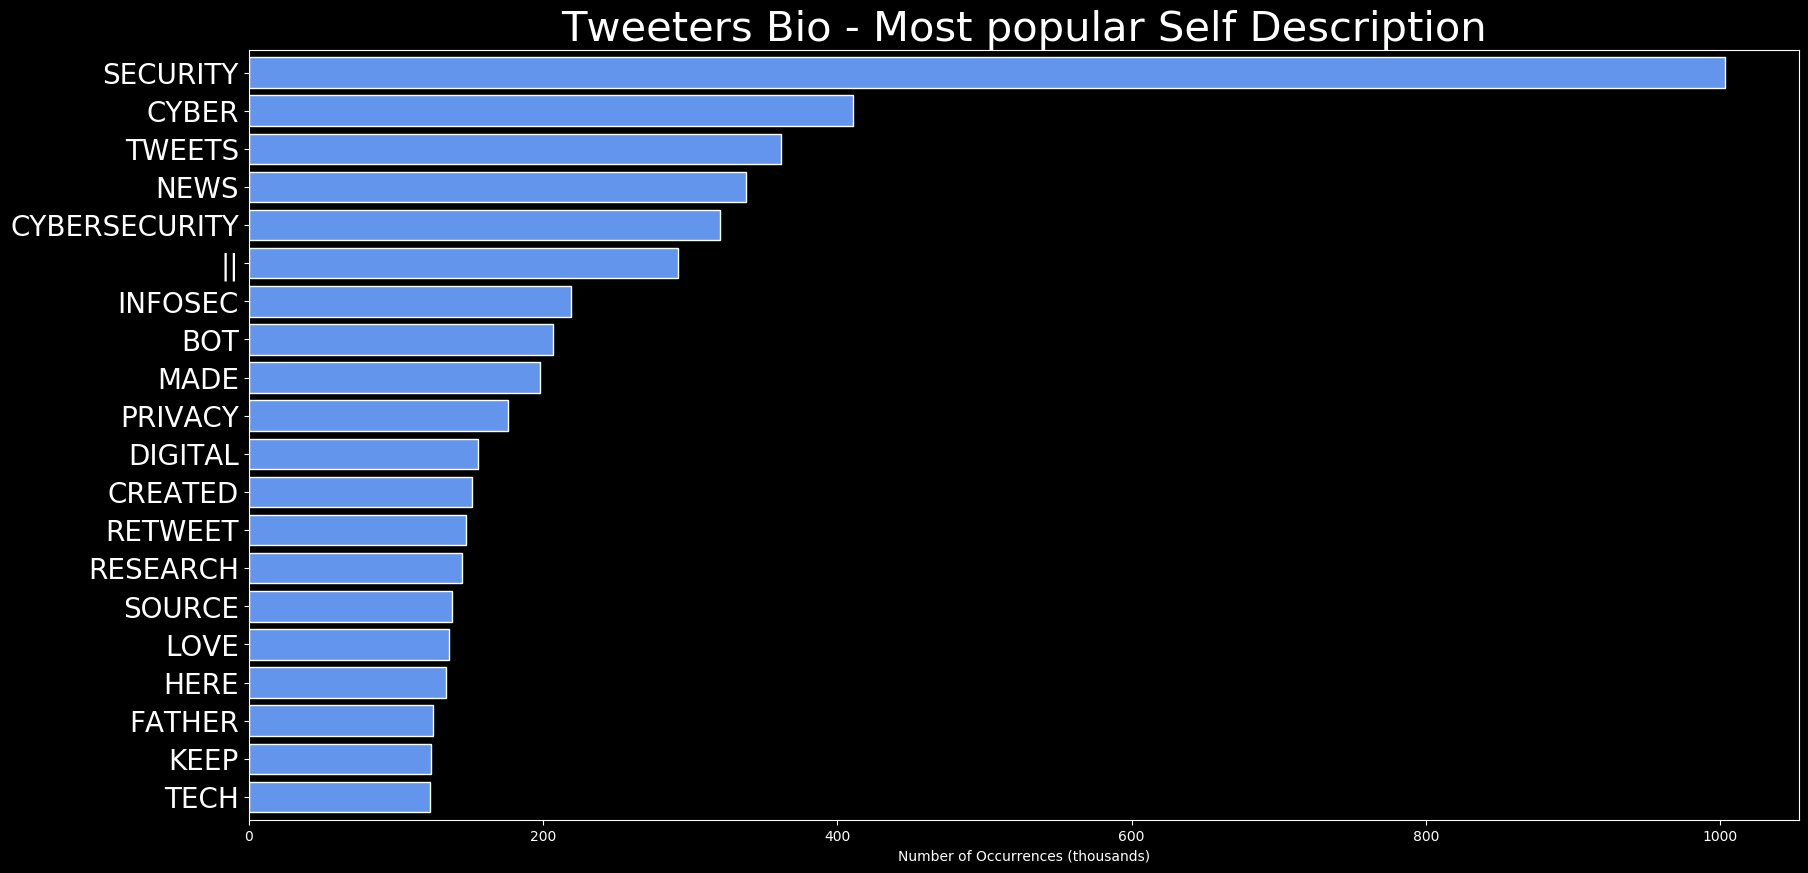 Tweeters Bio - Most popular Self Description
SECURITY
CYBER
TWEETS
NEWS
CYBERSECURITY
||
INFOSEC
BOT
MADE
PRIVACY
DIGITAL
CREATED
RETWEET
RESEARCH
SOURCE
LOVE
HERE
FATHER
KEEP
TECH
0 200 400 600 800 1000
Number of Occurrences (thousands)